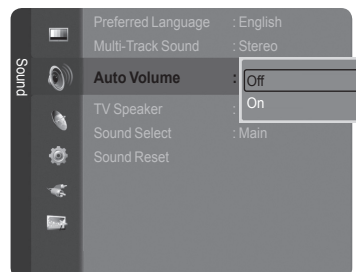 Sound
Preferred Language : English
Multi-Track Sound : Stereo
Auto Volume :
Off
On
TV Speaker :
Sound Select : Main
Sound Reset